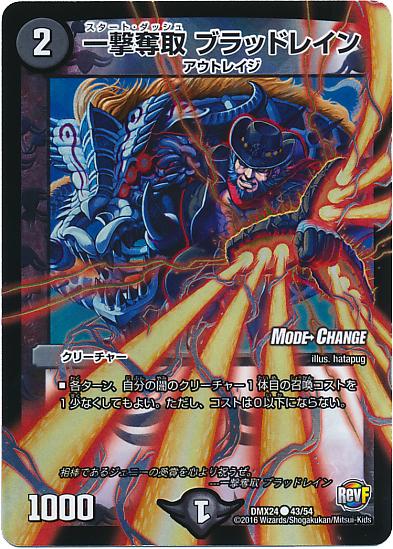 2
スタート・ダッシュ
一撃奪取 ブラッドレイン
アウトレイジ
MODE CHANGE
illus. hatapug
クリーチャー
■ 各ターン、自分の闇のクリーチャー1体目の召喚コストを
1少なくしてもよい。ただし、コストは0以下にならない。
相棒であるジェニーの受賞を心より祝うぜ。
---一撃奪取 ブラッドレイン
1000
1
DMX24 ● 43/54
©2016 Wizards/Shogakukan/Mitsui-Kids
RevF